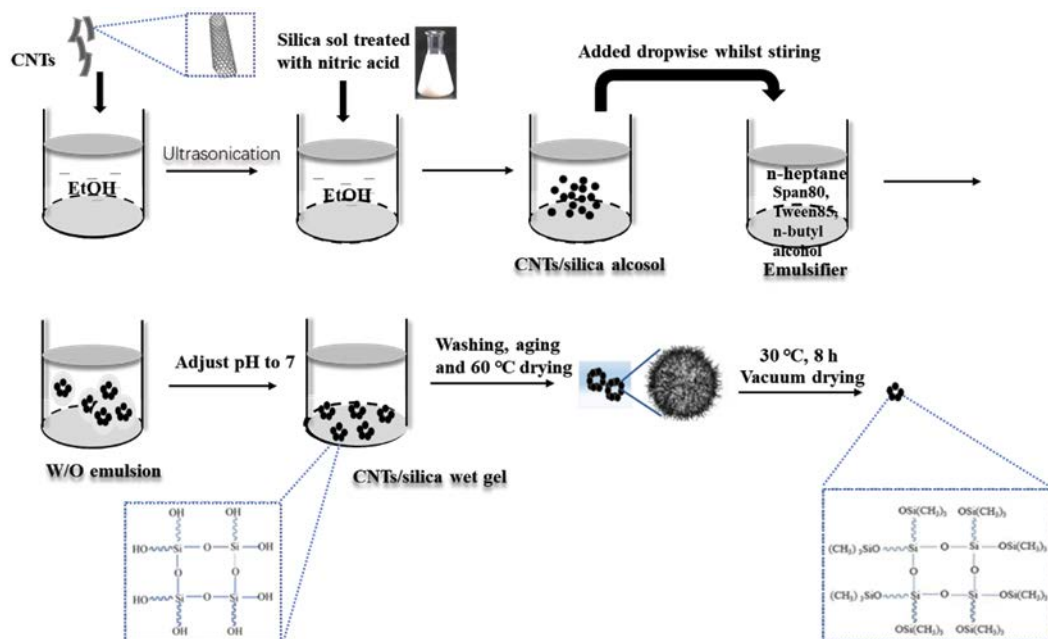 CNTs
Silica sol treated
with nitric acid
Added dropwise whilst stiring
EtOH
Ultrasonication
EtOH
n-heptane
Span80,
Tween85,
n-butyl
alcohol
Emulsifier
CNTs/silica alcosol
Adjust pH to 7
Washing, aging
and 60 °C drying
30 °C, 8 h
Vacuum drying
W/O emulsion
CNTs/silica wet gel
OH OH
HO Si O Si OH
O O
HO Si O Si OH
OH OH
OSi(CH3)3 OSi(CH3)3
(CH3)3SiO Si O Si OSi(CH3)3
O O
(CH3)3SiO Si O Si OSi(CH3)3
OSi(CH3)3 OSi(CH3)3